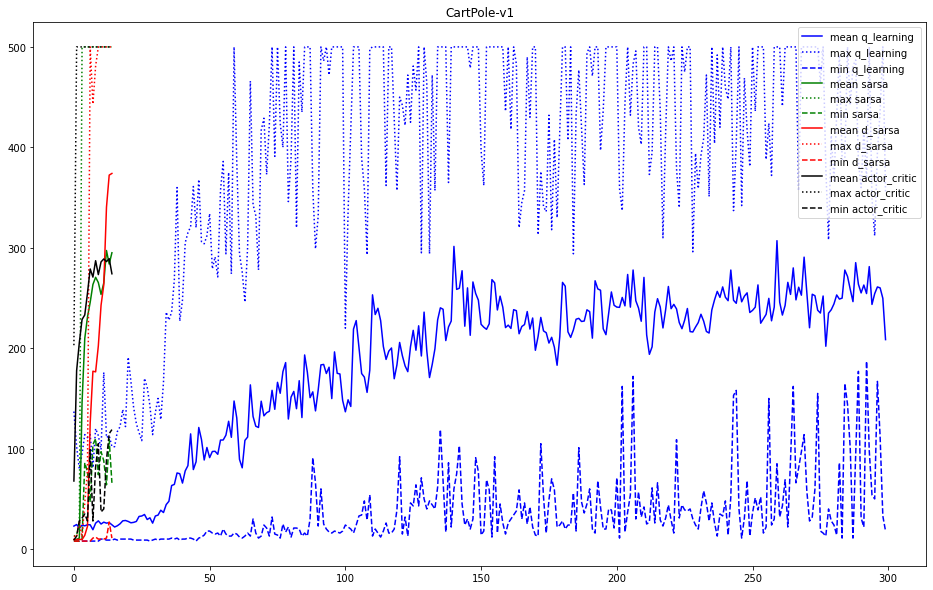 CartPole-v1
500
400
300
200
100
0
0
50
100
150
200
250
300
mean q_learning
max q_learning
min q_learning
mean sarsa
max sarsa
min sarsa
mean d_sarsa
max d_sarsa
min d_sarsa
mean actor_critic
max actor_critic
min actor_critic